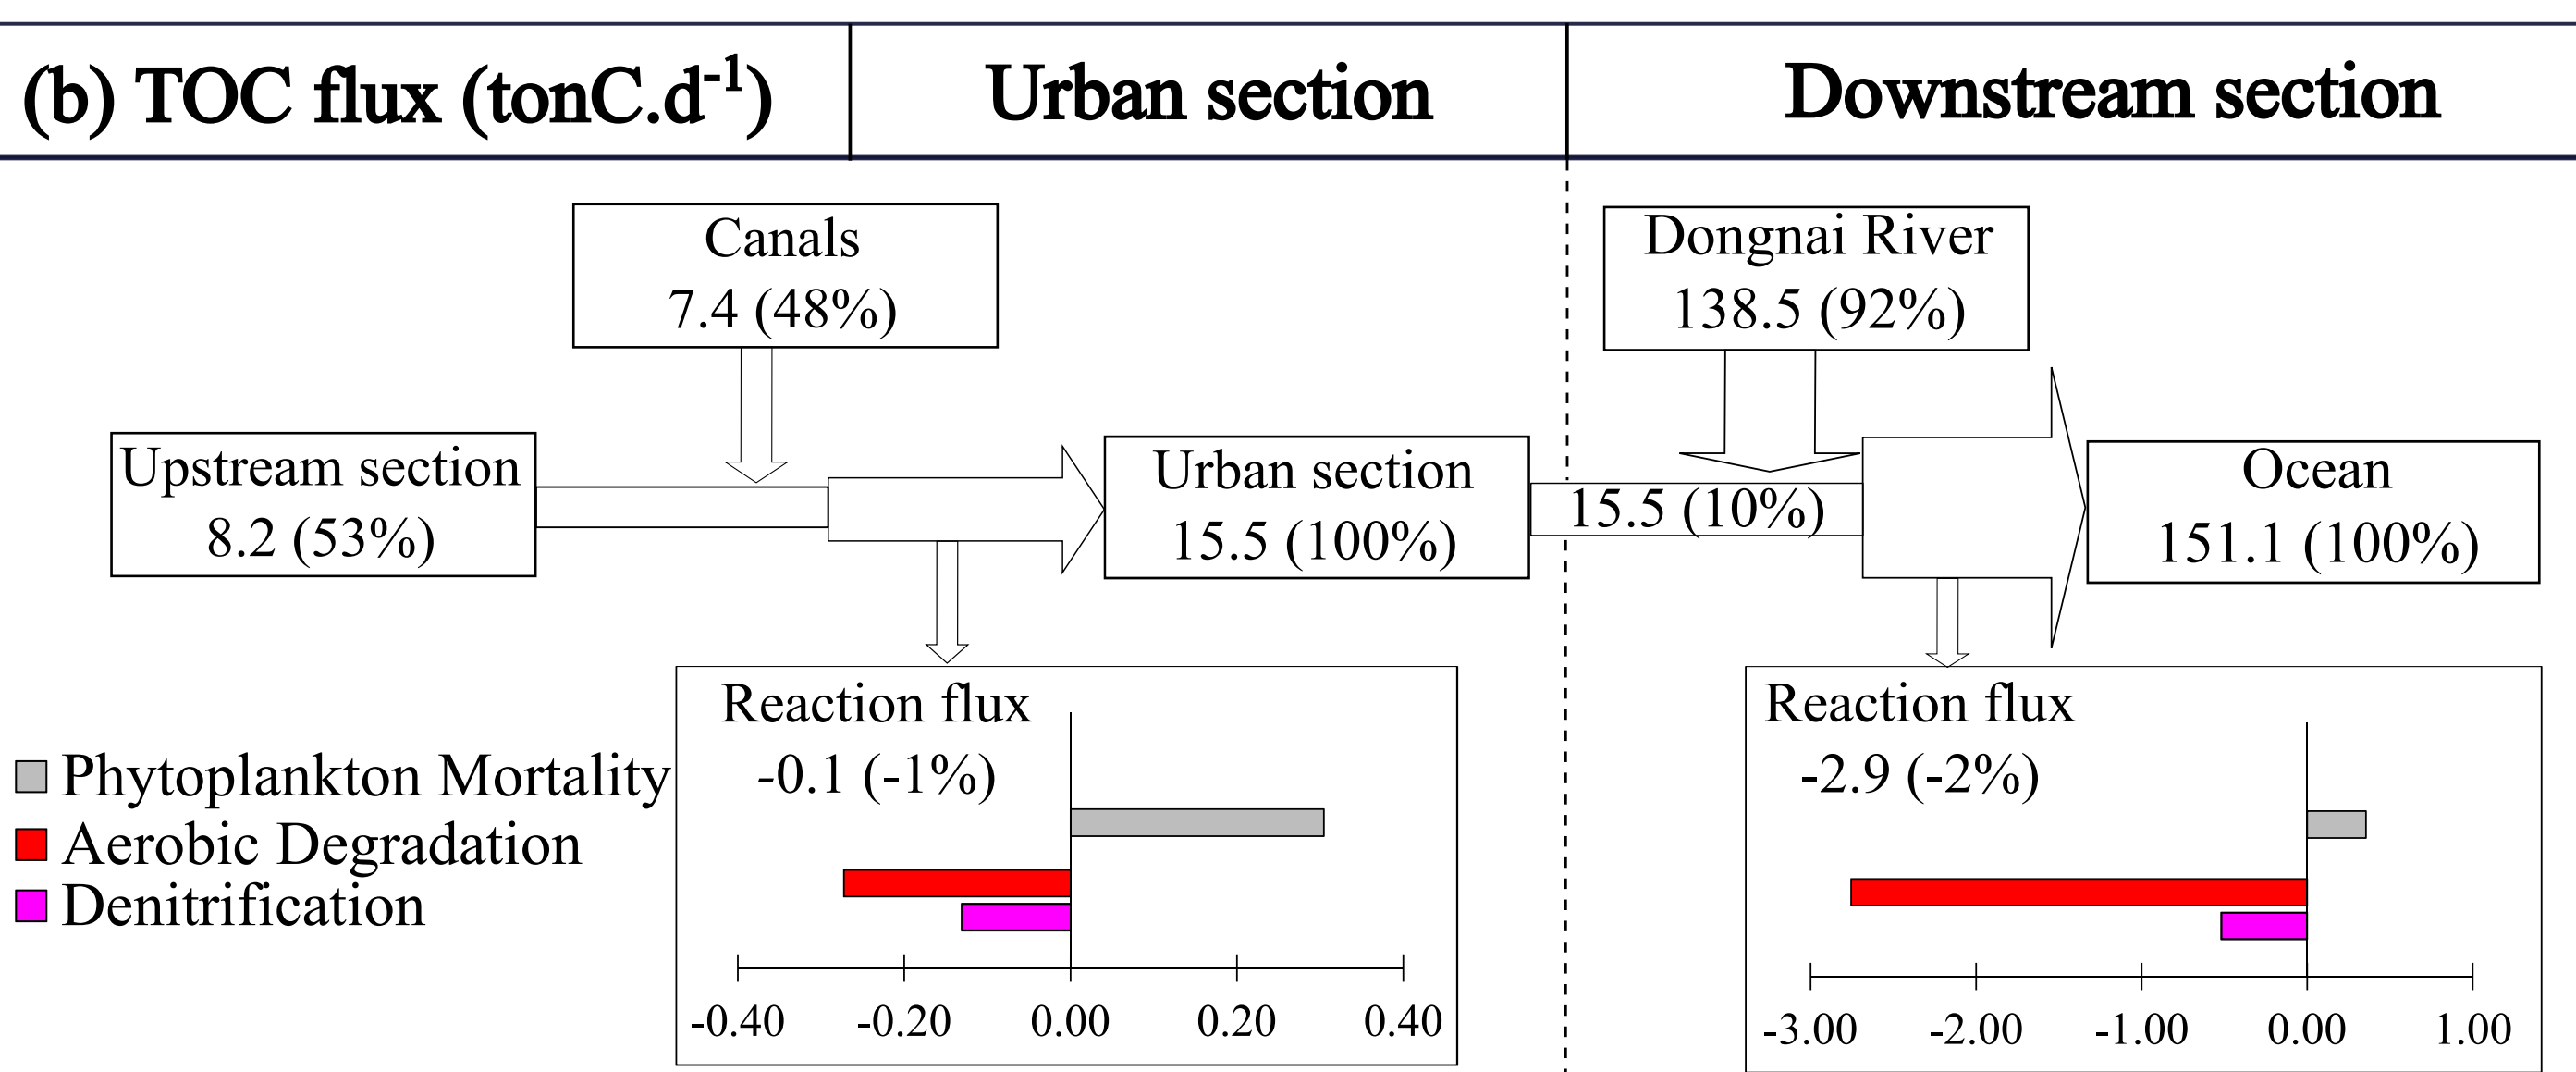 (b) TOC flux (tonC.d-1)
Urban section
Downstream section
Canals
7.4 (48%)
Dongnai River
138.5 (92%)
Upstream section
8.2 (53%)
Urban section
15.5 (100%)
15.5 (10%)
Ocean
151.1 (100%)
Phytoplankton Mortality
Aerobic Degradation
Denitrification
Reaction flux
-0.1 (-1%)
-0.40 -0.20 0.00 0.20 0.40
Reaction flux
-2.9 (-2%)
-3.00 -2.00 -1.00 0.00 1.00